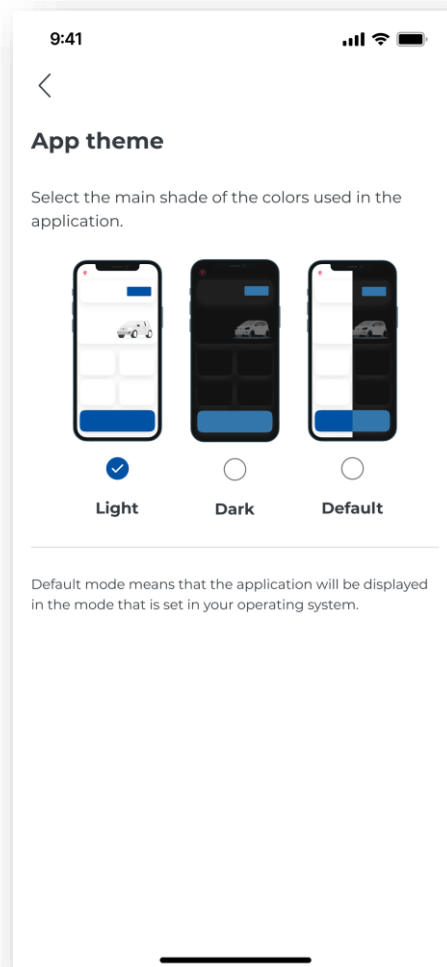 9:41
App theme
Select the main shade of the colors used in the
application.
Light
Dark
Default
Default mode means that the application will be displayed
in the mode that is set in your operating system.